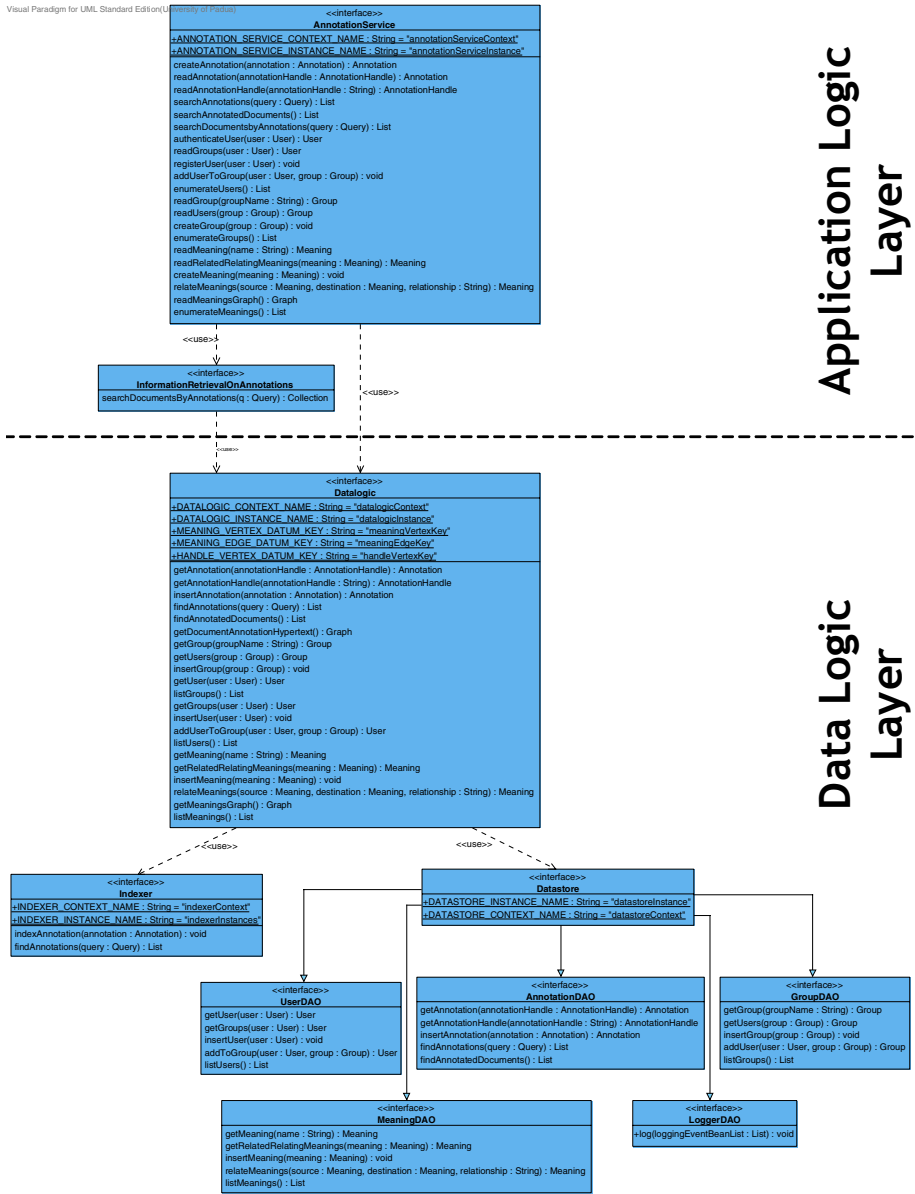 Visual Paradigm for UML Standard Edition(University of Padua)
<<interface>>
AnnotationService
+ANNOTATION_SERVICE_CONTEXT_NAME : String = "annotationServiceContext"
+ANNOTATION_SERVICE_INSTANCE_NAME : String = "annotationServiceInstance"
createAnnotation(annotation : Annotation) : Annotation
readAnnotation(annotationHandle : AnnotationHandle) : Annotation
readAnnotationHandle(annotationHandle : String) : AnnotationHandle
searchAnnotations(query : Query) : List
searchAnnotatedDocuments() : List
searchDocumentsbyAnnotations(query : Query) : List
authenticateUser(user : User) : User
readGroups(user : User) : User
registerUser(user : User) : void
addUserToGroup(user : User, group : Group) : void
enumerateUsers() : List
readGroup(groupName : String) : Group
readUsers(group : Group) : Group
createGroup(group : Group) : void
enumerateGroups() : List
readMeaning(name : String) : Meaning
readRelatedRelatingMeanings(meaning : Meaning) : Meaning
createMeaning(meaning : Meaning) : void
relateMeanings(source : Meaning, destination : Meaning, relationship : String) : Meaning
readMeaningsGraph() : Graph
enumerateMeanings() : List
Application Logic
Layer
<<use>>
<<interface>>
InformationRetrievalOnAnnotations
searchDocumentsByAnnotations(q : Query) : Collection
<<use>>
<<use>>
<<interface>>
Datalogic
+DATALOGIC_CONTEXT_NAME : String = "datalogicContext"
+DATALOGIC_INSTANCE_NAME : String = "datalogicInstance"
+MEANING_VERTEX_DATUM_KEY : String = "meaningVertexKey"
+MEANING_EDGE_DATUM_KEY : String = "meaningEdgeKey"
+HANDLE_VERTEX_DATUM_KEY : String = "handleVertexKey"
getAnnotation(annotationHandle : AnnotationHandle) : Annotation
getAnnotationHandle(annotationHandle : String) : AnnotationHandle
insertAnnotation(annotation : Annotation) : Annotation
findAnnotations(query : Query) : List
findAnnotatedDocuments() : List
getDocumentAnnotationHypertext() : Graph
getGroup(groupName : String) : Group
getUsers(group : Group) : Group
insertGroup(group : Group) : void
getUser(user : User) : User
listGroups() : List
getGroups(user : User) : User
insertUser(user : User) : void
addUserToGroup(user : User, group : Group) : User
listUsers() : List
getMeaning(name : String) : Meaning
getRelatedRelatingMeanings(meaning : Meaning) : Meaning
insertMeaning(meaning : Meaning) : void
relateMeanings(source : Meaning, destination : Meaning, relationship : String) : Meaning
getMeaningsGraph() : Graph
listMeanings() : List
Data Logic
Layer
<<use>>
<<use>>
<<interface>>
Indexer
+INDEXER_CONTEXT_NAME : String = "indexerContext"
+INDEXER_INSTANCE_NAME : String = "indexerInstances"
indexAnnotation(annotation : Annotation) : void
findAnnotations(query : Query) : List
<<interface>>
Datastore
+DATASTORE_INSTANCE_NAME : String = "datastoreInstance"
+DATASTORE_CONTEXT_NAME : String = "datastoreContext"
<<interface>>
UserDAO
getUser(user : User) : User
getGroups(user : User) : User
insertUser(user : User) : void
addToGroup(user : User, group : Group) : User
listUsers() : List
<<interface>>
AnnotationDAO
getAnnotation(annotationHandle : AnnotationHandle) : Annotation
getAnnotationHandle(annotationHandle : String) : AnnotationHandle
insertAnnotation(annotation : Annotation) : Annotation
findAnnotations(query : Query) : List
findAnnotatedDocuments() : List
<<interface>>
GroupDAO
getGroup(groupName : String) : Group
getUsers(group : Group) : Group
insertGroup(group : Group) : void
addUser(user : User, group : Group) : Group
listGroups() : List
<<interface>>
MeaningDAO
getMeaning(name : String) : Meaning
getRelatedRelatingMeanings(meaning : Meaning) : Meaning
insertMeaning(meaning : Meaning) : void
relateMeanings(source : Meaning, destination : Meaning, relationship : String) : Meaning
listMeanings() : List
<<interface>>
LoggerDAO
+log(loggingEventBeanList : List) : void